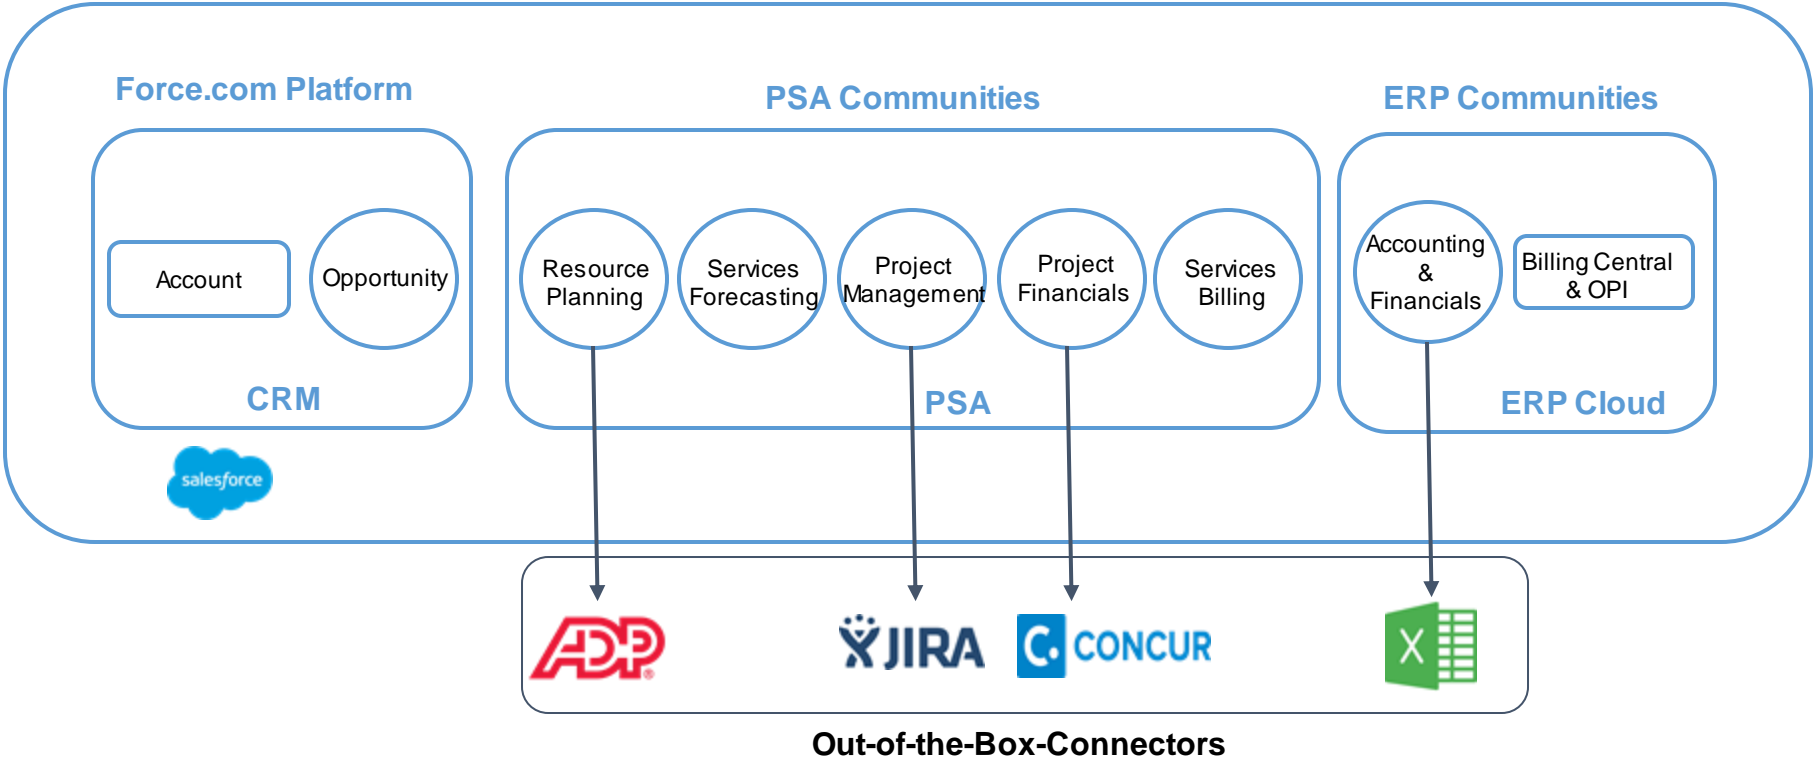 Force.com Platform
PSA Communities
ERP Communities
Account
Opportunity
Resource
Planning
Services
Forecasting
Project
Management
Project
Financials
Services
Billing
Accounting
&
Financials
Billing Central
& OPI
CRM
PSA
ERP Cloud
salesforce
ADP®
JIRA
C. CONCUR
X
Out-of-the-Box-Connectors